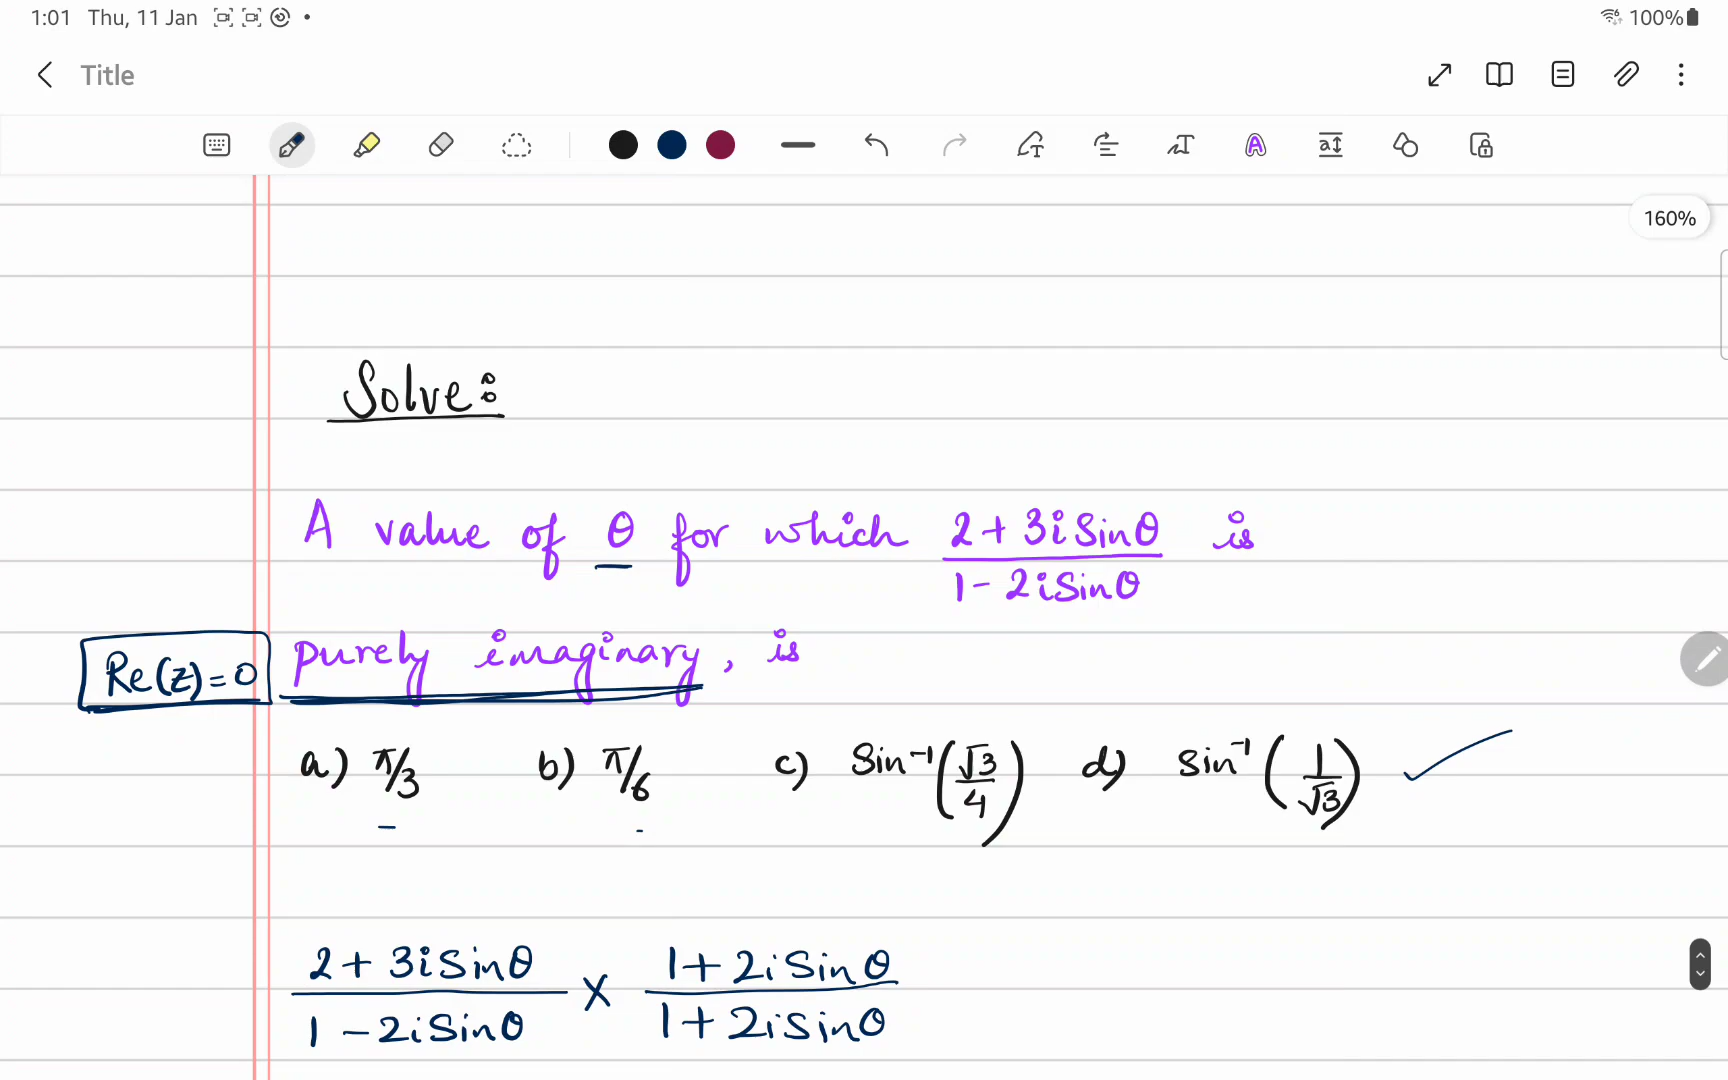 1:01 Thu, 11 Jan 100%
Title
160%
Solve:
A value of θ for which (2 + 3i sinθ)/(1 - 2i sinθ) is
Re(z) = 0 purely imaginary, is
a) π/3 b) π/6 c) Sin⁻¹(√3/4) d) Sin⁻¹(1/√3) ✓
(2 + 3i sinθ)/(1 - 2i sinθ) × (1 + 2i sinθ)/(1 + 2i sinθ)